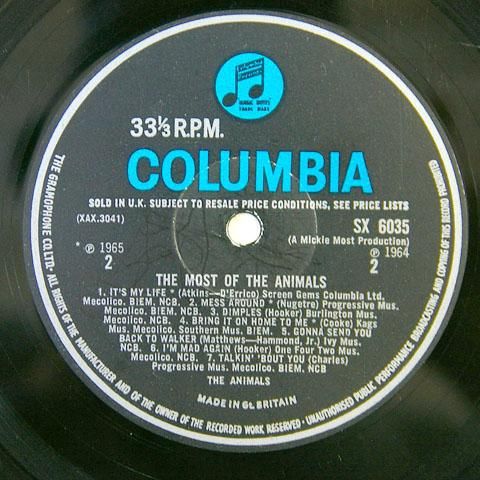 MAGIC NOTES
TRADE MARK
33⅓ R.P.M.
COLUMBIA
SOLD IN U.K. SUBJECT TO RESALE PRICE CONDITIONS, SEE PRICE LISTS
(XAX.3041)
SX 6035
(A Mickie Most Production)
* ℗ 1965
2
℗ 1964
2
THE MOST OF THE ANIMALS
1. IT'S MY LIFE * (Atkins—D'Errico) Screen Gems Columbia Ltd.
Mecolico. BIEM. NCB. 2. MESS AROUND * (Nugetre) Progressive Mus.
Mecolico. BIEM. NCB. 3. DIMPLES (Hooker) Burlington Mus.
Mecolico. BIEM. NCB. 4. BRING IT ON HOME TO ME * (Cooke) Kags
Mus. Mecolico. Southern Mus. BIEM. 5. GONNA SEND YOU
BACK TO WALKER (Matthews—Hammond, Jr.) Ivy Mus.
NCB. 6. I'M MAD AGAIN (Hooker) One Four Two Mus.
Mecolico. NCB. 7. TALKIN' 'BOUT YOU (Charles)
Progressive Mus. Mecolico. BIEM. NCB
THE ANIMALS
MADE IN Gt. BRITAIN
THE GRAMOPHONE CO. LTD. · ALL RIGHTS OF THE MANUFACTURER AND OF THE OWNER OF THE RECORDED WORK RESERVED · UNAUTHORISED PUBLIC PERFORMANCE BROADCASTING AND COPYING OF THIS RECORD PROHIBITED